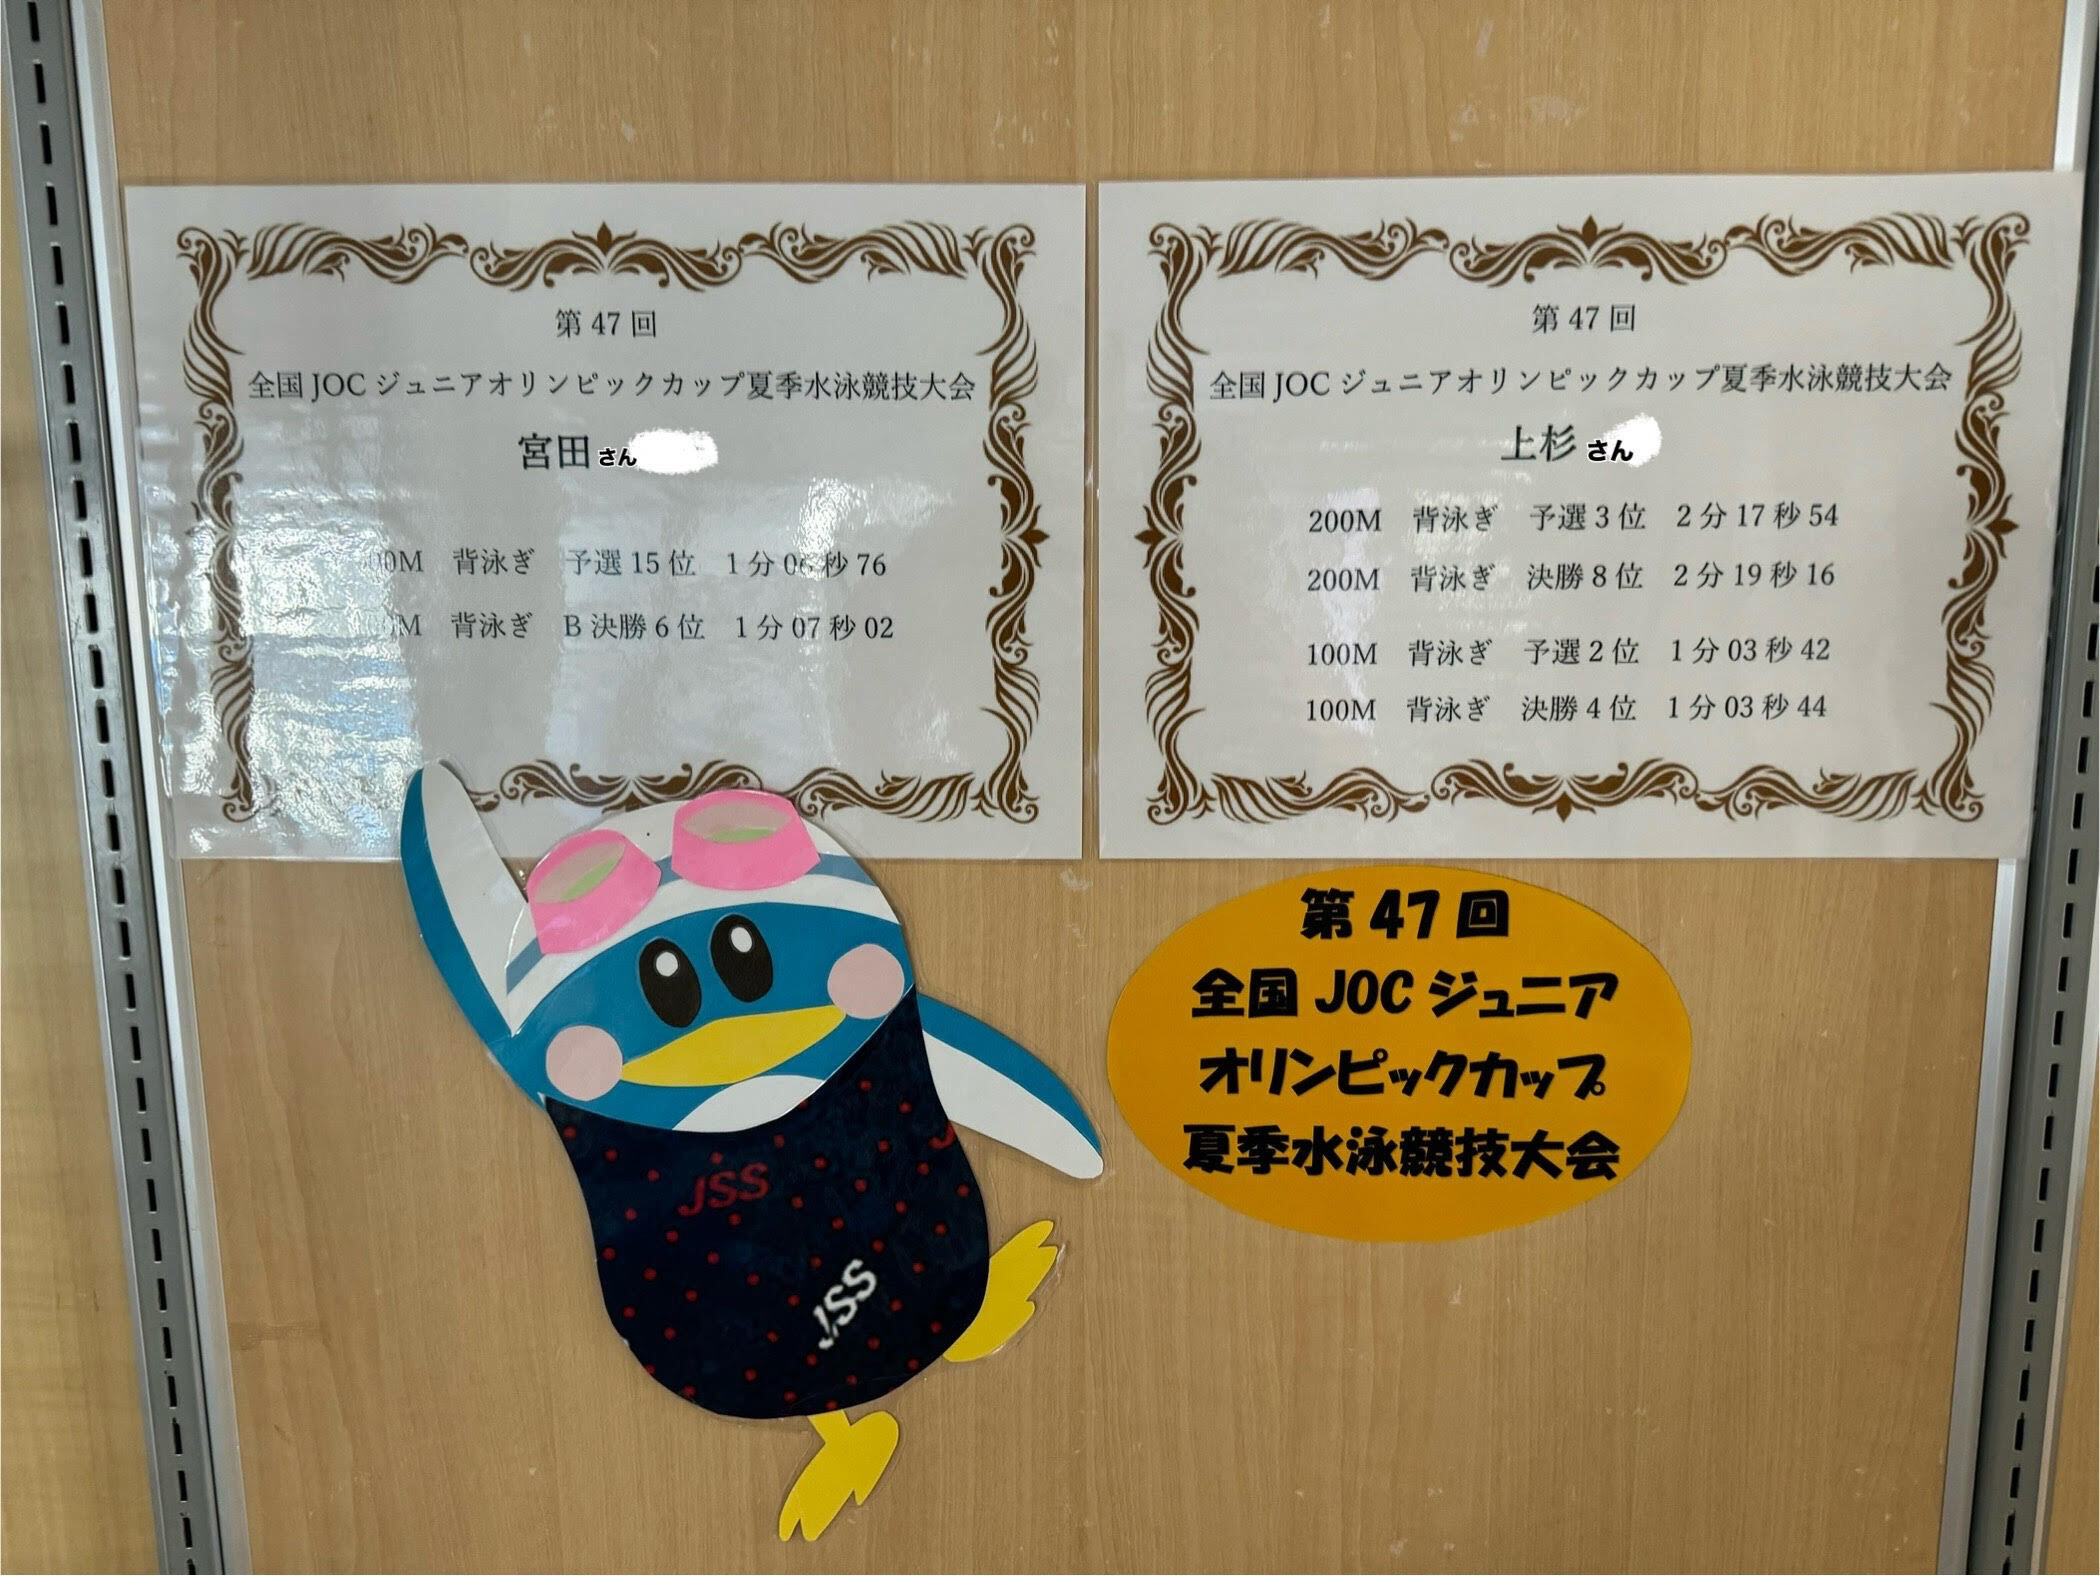 第47回
全国JOCジュニアオリンピックカップ夏季水泳競技大会
宮田さん
背泳ぎ 予選15位 1分06秒76
背泳ぎ B決勝6位 1分07秒02
第47回
全国JOCジュニアオリンピックカップ夏季水泳競技大会
上杉さん
200M 背泳ぎ 予選3位 2分17秒54
200M 背泳ぎ 決勝8位 2分19秒16
100M 背泳ぎ 予選2位 1分03秒42
100M 背泳ぎ 決勝4位 1分03秒44
第47回
全国JOCジュニア
オリンピックカップ
夏季水泳競技大会
JSS
JSS